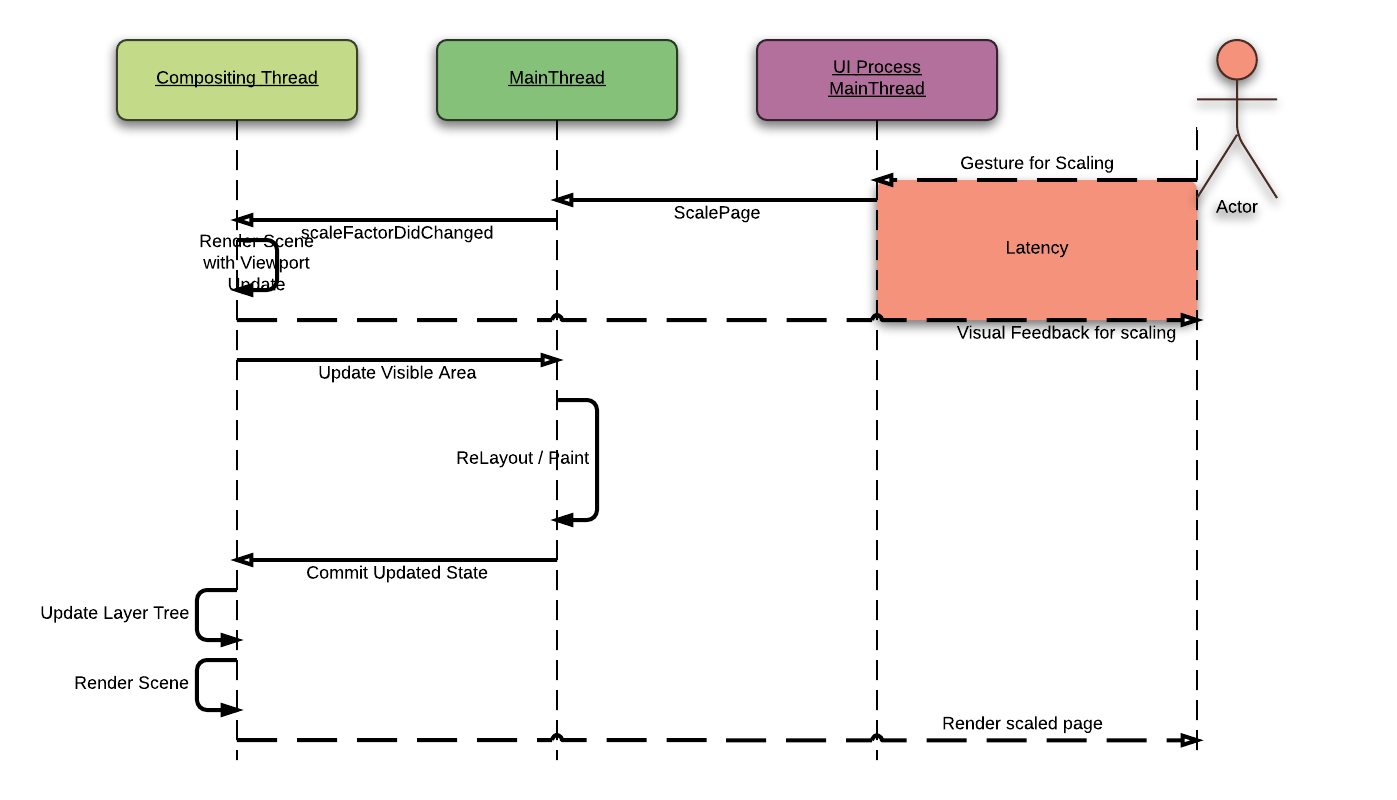 Compositing Thread
MainThread
UI Process
MainThread
Gesture for Scaling
Actor
ScalePage
scaleFactorDidChanged
Render Scene
with Viewport
Update
Latency
Visual Feedback for scaling
Update Visible Area
ReLayout / Paint
Commit Updated State
Update Layer Tree
Render Scene
Render scaled page